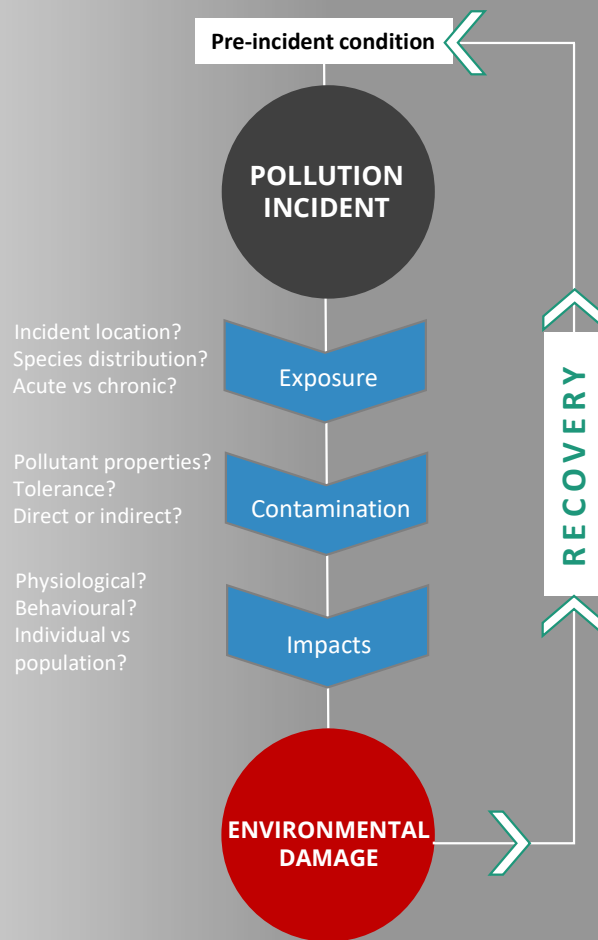 Pre-incident condition
POLLUTION
INCIDENT
Incident location?
Species distribution?
Acute vs chronic?
Exposure
Pollutant properties?
Tolerance?
Direct or indirect?
Contamination
Physiological?
Behavioural?
Individual vs
population?
Impacts
ENVIRONMENTAL
DAMAGE
RECOVERY